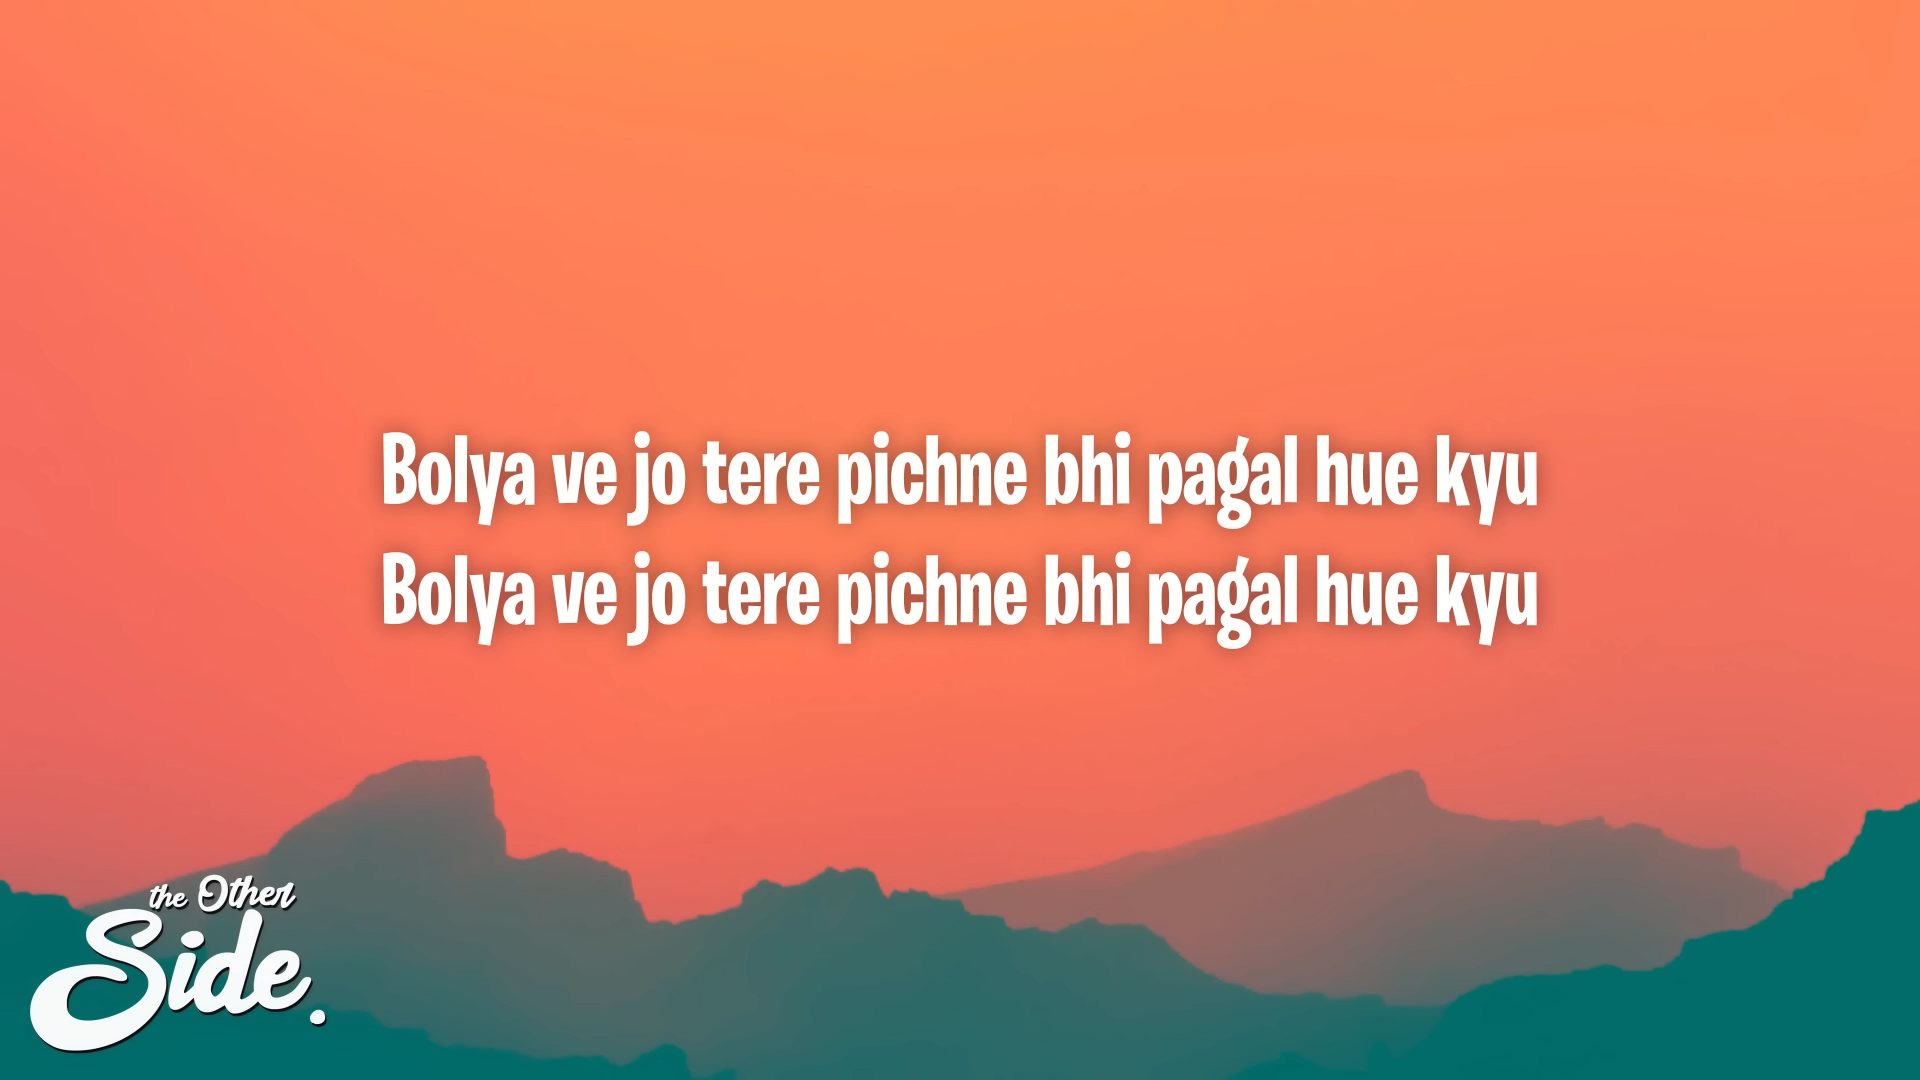 Bolya ve jo tere pichne bhi pagal hue kyu
Bolya ve jo tere pichne bhi pagal hue kyu
the Other
Side.